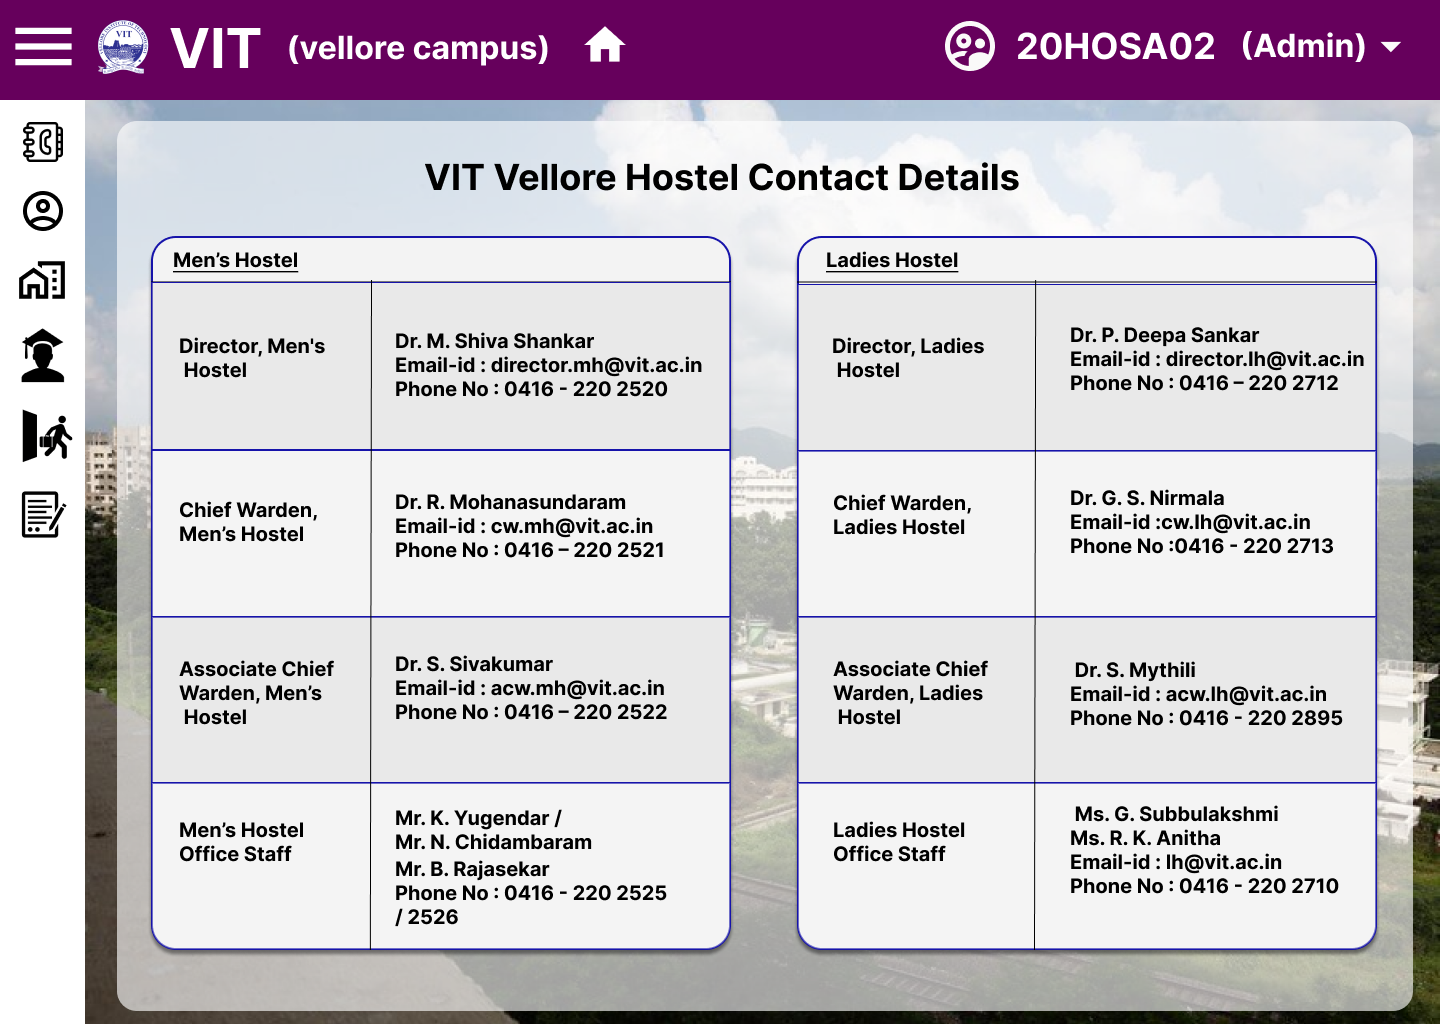 VIT (vellore campus) 20HOSA02 (Admin)
VIT
VIT Vellore Hostel Contact Details
Men’s Hostel
Director, Men's
Hostel
Dr. M. Shiva Shankar
Email-id : director.mh@vit.ac.in
Phone No : 0416 - 220 2520
Chief Warden,
Men’s Hostel
Dr. R. Mohanasundaram
Email-id : cw.mh@vit.ac.in
Phone No : 0416 – 220 2521
Associate Chief
Warden, Men’s
Hostel
Dr. S. Sivakumar
Email-id : acw.mh@vit.ac.in
Phone No : 0416 – 220 2522
Men’s Hostel
Office Staff
Mr. K. Yugendar /
Mr. N. Chidambaram
Mr. B. Rajasekar
Phone No : 0416 - 220 2525
/ 2526
Ladies Hostel
Director, Ladies
Hostel
Dr. P. Deepa Sankar
Email-id : director.lh@vit.ac.in
Phone No : 0416 – 220 2712
Chief Warden,
Ladies Hostel
Dr. G. S. Nirmala
Email-id :cw.lh@vit.ac.in
Phone No :0416 - 220 2713
Associate Chief
Warden, Ladies
Hostel
Dr. S. Mythili
Email-id : acw.lh@vit.ac.in
Phone No : 0416 - 220 2895
Ladies Hostel
Office Staff
Ms. G. Subbulakshmi
Ms. R. K. Anitha
Email-id : lh@vit.ac.in
Phone No : 0416 - 220 2710